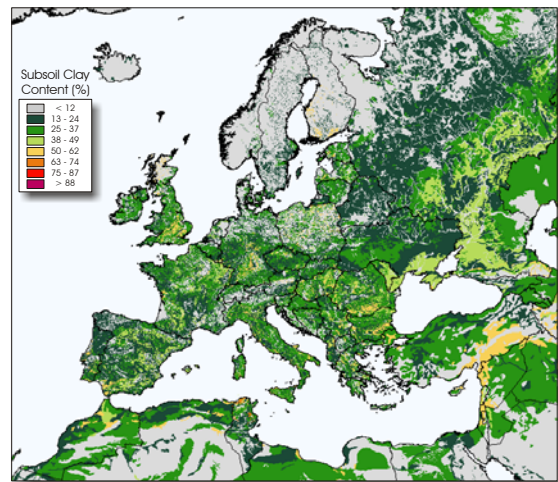 Subsoil Clay
Content (%)
< 12
13 - 24
25 - 37
38 - 49
50 - 62
63 - 74
75 - 87
> 88